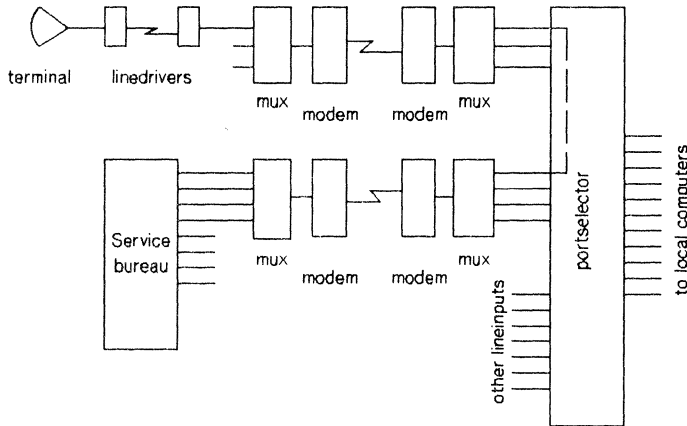 terminal
linedrivers
mux
modem
modem
mux
Service
bureau
mux
modem
modem
mux
portselector
to local computers
other lineinputs